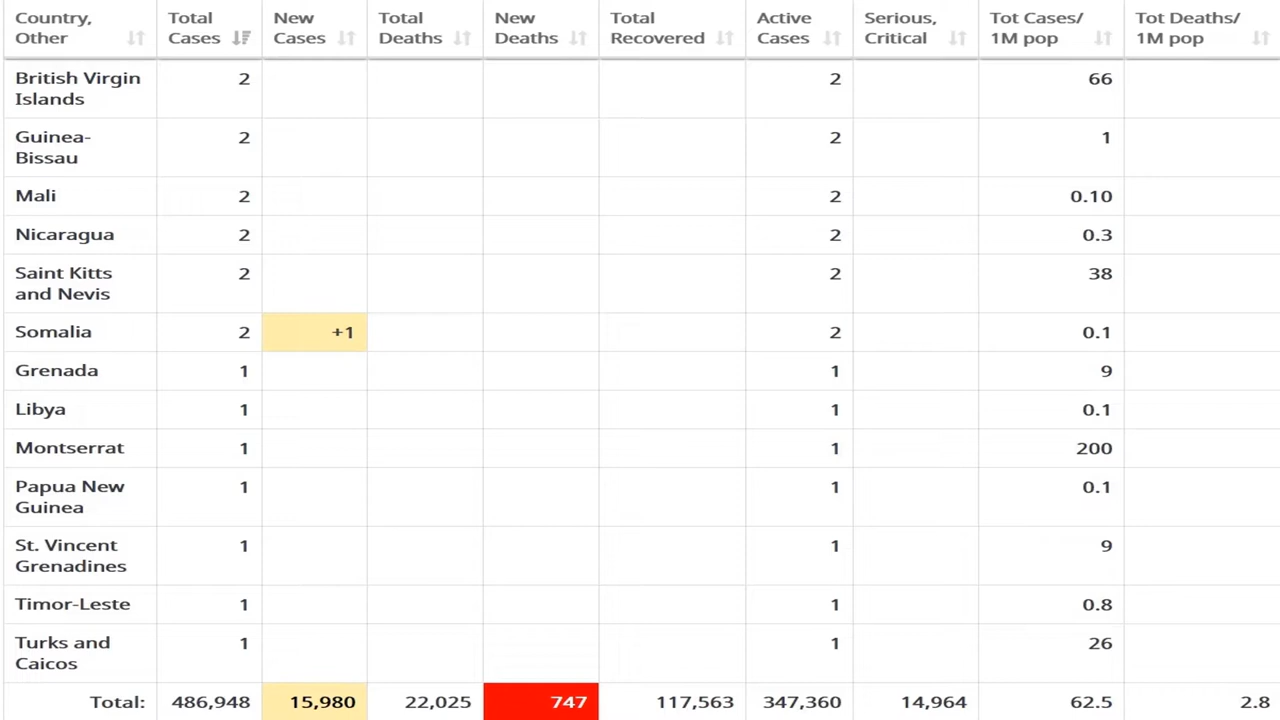 Country, Other	Total Cases	New Cases	Total Deaths	New Deaths	Total Recovered	Active Cases	Serious, Critical	Tot Cases/ 1M pop	Tot Deaths/ 1M pop
British Virgin Islands	2	2	66
Guinea-Bissau	2	2	1
Mali	2	2	0.10
Nicaragua	2	2	0.3
Saint Kitts and Nevis	2	2	38
Somalia	2	+1	2	0.1
Grenada	1	1	9
Libya	1	1	0.1
Montserrat	1	1	200
Papua New Guinea	1	1	0.1
St. Vincent Grenadines	1	1	9
Timor-Leste	1	1	0.8
Turks and Caicos	1	1	26
Total:	486,948	15,980	22,025	747	117,563	347,360	14,964	62.5	2.8